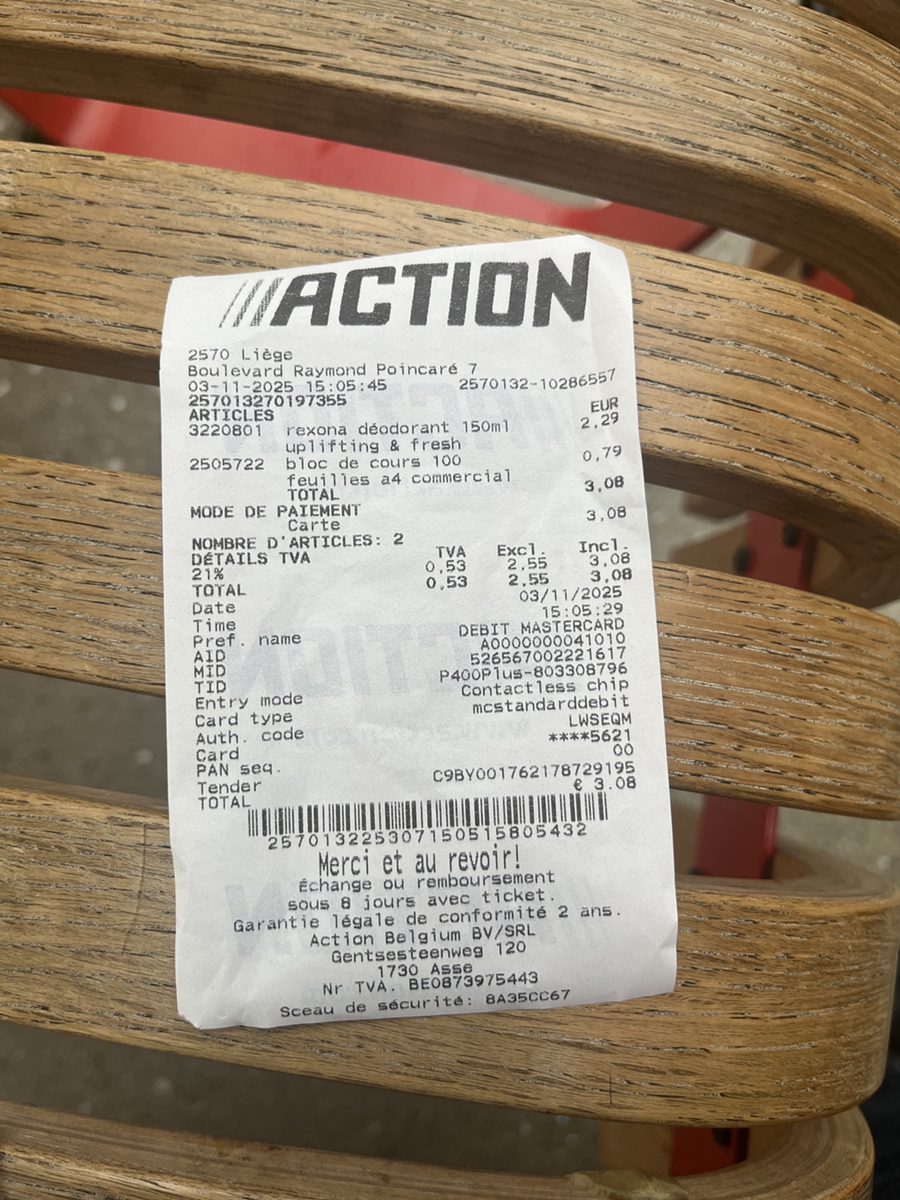 ACTION
2570 Liège
Boulevard Raymond Poincaré 7
03-11-2025 15:05:45 2570132-10286557
257013270197355
ARTICLES EUR
3220801 rexona déodorant 150ml 2,29
uplifting & fresh
2505722 bloc de cours 100 0,79
feuilles a4 commercial
TOTAL 3,08
MODE DE PAIEMENT
Carte 3,08
NOMBRE D'ARTICLES: 2
DÉTAILS TVA TVA Excl. Incl.
21% 0,53 2,55 3,08
TOTAL 0,53 2,55 3,08
Date 03/11/2025
Time 15:05:29
Pref. name DEBIT MASTERCARD
AID A0000000041010
MID 526567002221617
TID P400Plus-803308796
Entry mode Contactless chip
Card type mcstandarddebit
Auth. code LWSEQM
Card ****5621
PAN seq. 00
Tender C9BY001762178729195
TOTAL € 3.08
257013225307150515805432
Merci et au revoir!
Échange ou remboursement
sous 8 jours avec ticket.
Garantie légale de conformité 2 ans.
Action Belgium BV/SRL
Gentsesteenweg 120
1730 Asse
Nr TVA. BE0873975443
Sceau de sécurité: 8A35CC67